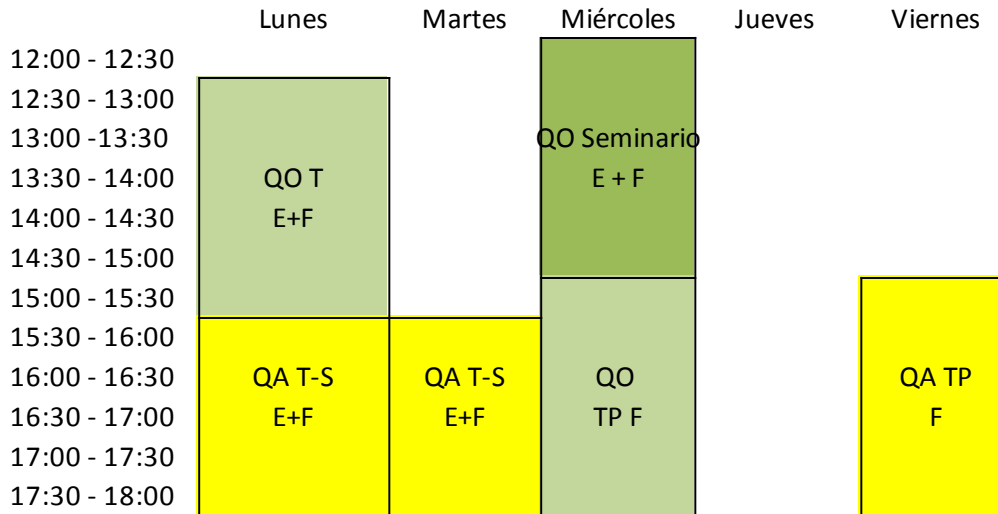 Lunes Martes Miércoles Jueves Viernes
12:00 - 12:30
12:30 - 13:00
13:00 -13:30 QO Seminario
13:30 - 14:00 QO T E + F
14:00 - 14:30 E+F
14:30 - 15:00
15:00 - 15:30
15:30 - 16:00
16:00 - 16:30 QA T-S QA T-S QO QA TP
16:30 - 17:00 E+F E+F TP F F
17:00 - 17:30
17:30 - 18:00